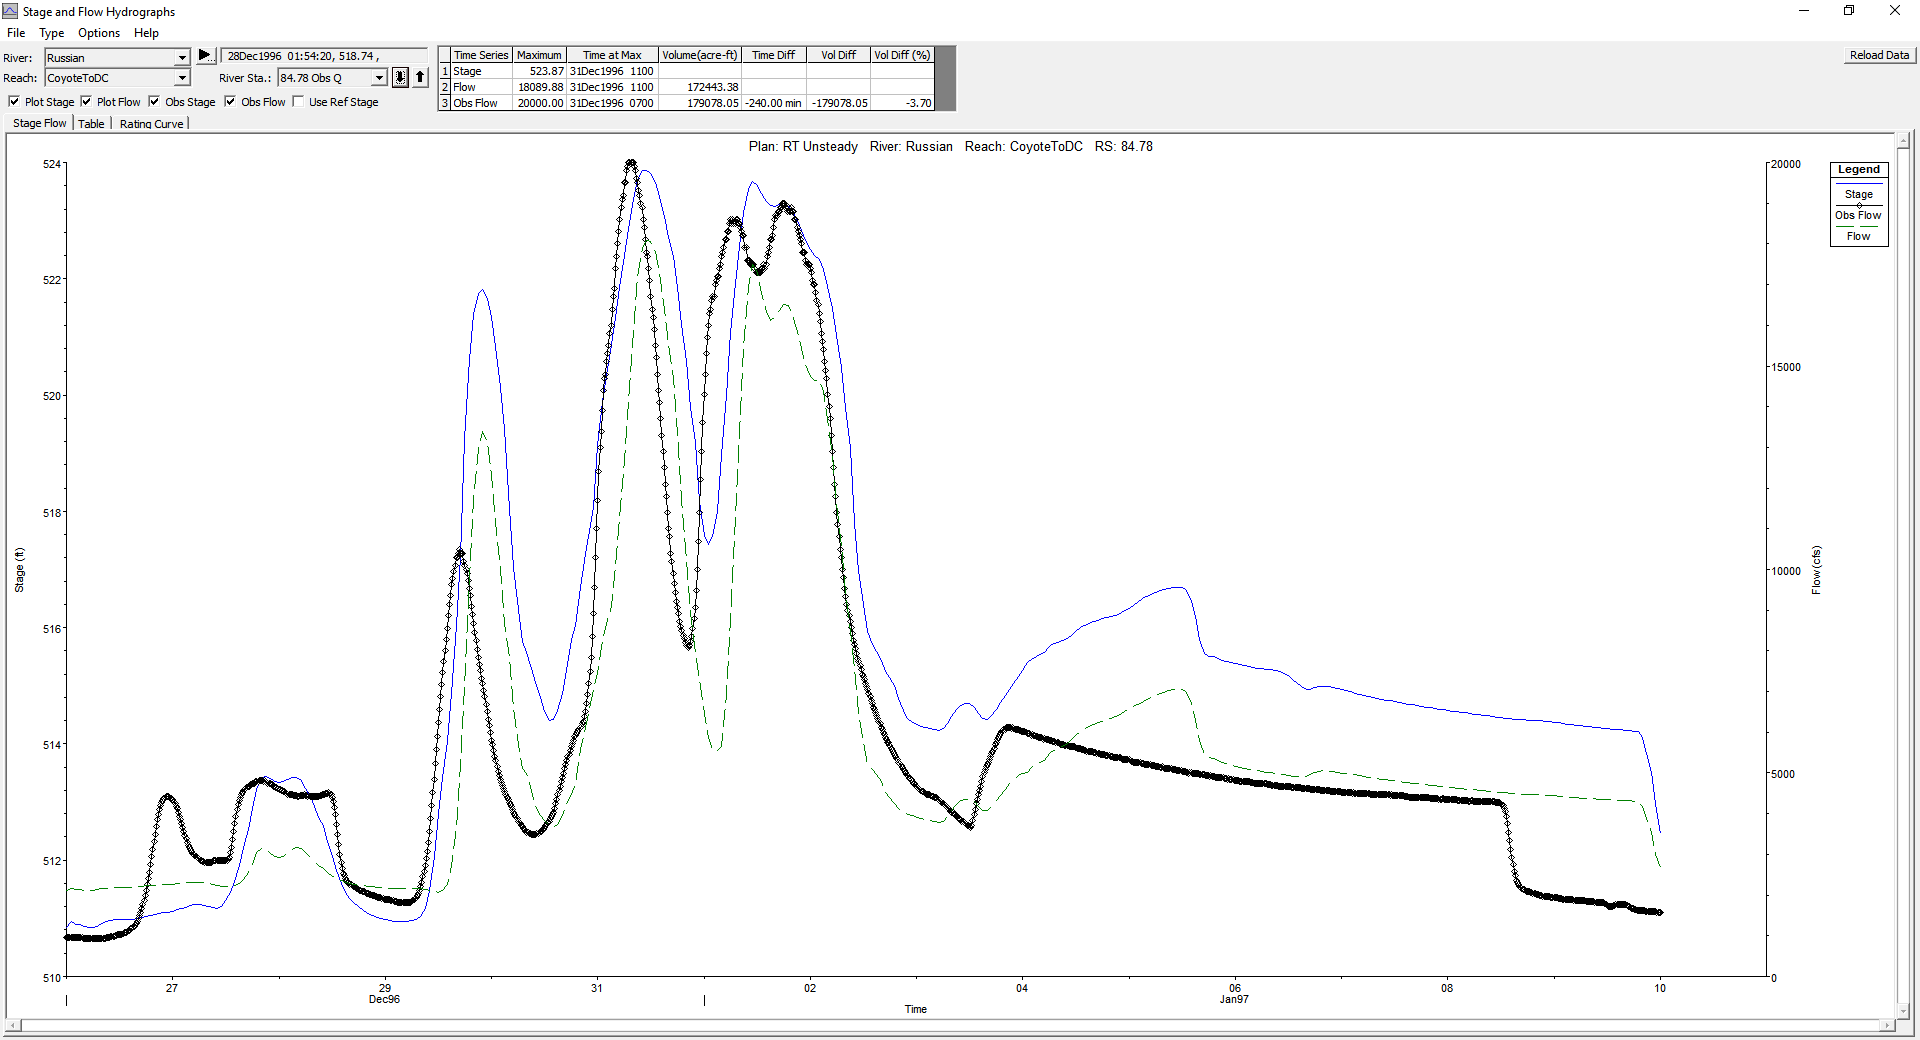 Stage and Flow Hydrographs
File Type Options Help
River: Russian 28Dec1996 01:54:20, 518.74 ,
Reach: CoyoteToDC River Sta.: 84.78 Obs Q
Plot Stage Plot Flow Obs Stage Obs Flow Use Ref Stage
Time Series Maximum Time at Max Volume(acre-ft) Time Diff Vol Diff Vol Diff (%)
1 Stage 523.87 31Dec1996 1100
2 Flow 18089.88 31Dec1996 1100 172443.38
3 Obs Flow 20000.00 31Dec1996 0700 179078.05 -240.00 min -179078.05 -3.70
Reload Data
Stage Flow Table Rating Curve
Plan: RT Unsteady River: Russian Reach: CoyoteToDC RS: 84.78
524
522
520
518
516
514
512
510
Stage (ft)
20000
15000
10000
5000
0
Flow (cfs)
Legend
Stage
Obs Flow
Flow
27 29 31 02 04 06 08 10
Dec96 Jan97
Time